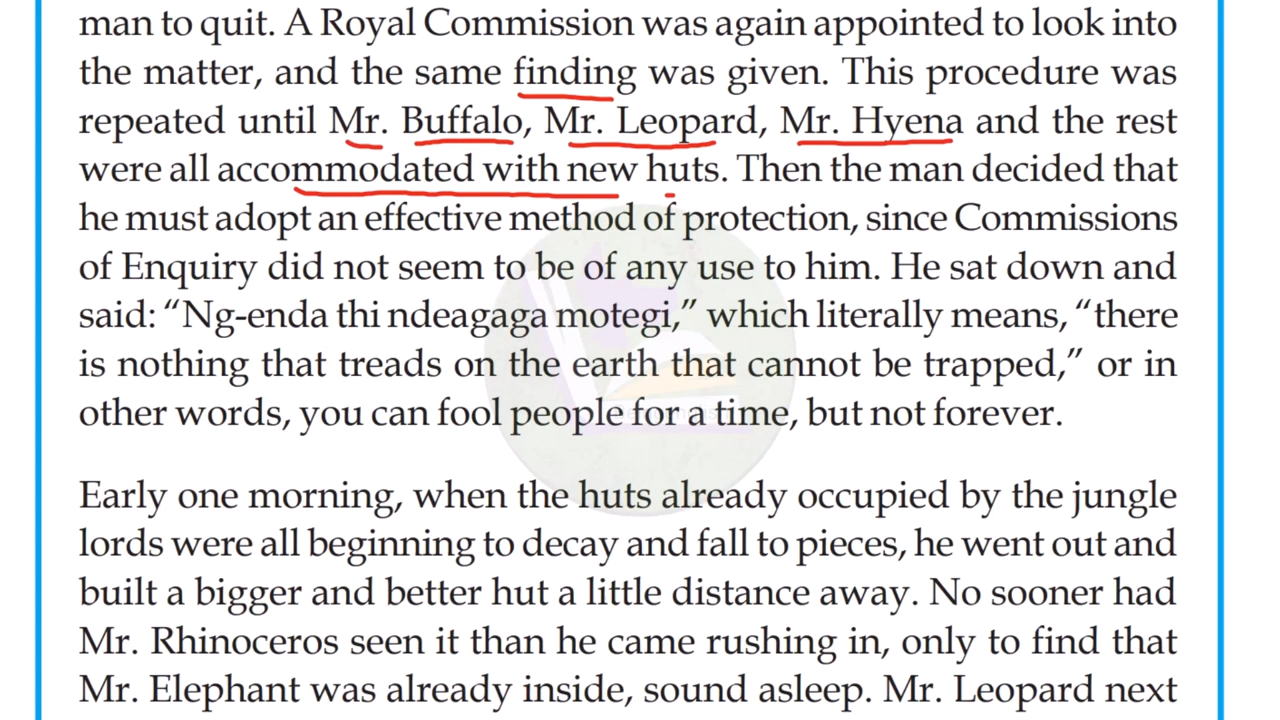 man to quit. A Royal Commission was again appointed to look into
the matter, and the same finding was given. This procedure was
repeated until Mr. Buffalo, Mr. Leopard, Mr. Hyena and the rest
were all accommodated with new huts. Then the man decided that
he must adopt an effective method of protection, since Commissions
of Enquiry did not seem to be of any use to him. He sat down and
said: “Ng-enda thi ndeagaga motegi,” which literally means, “there
is nothing that treads on the earth that cannot be trapped,” or in
other words, you can fool people for a time, but not forever.
Early one morning, when the huts already occupied by the jungle
lords were all beginning to decay and fall to pieces, he went out and
built a bigger and better hut a little distance away. No sooner had
Mr. Rhinoceros seen it than he came rushing in, only to find that
Mr. Elephant was already inside, sound asleep. Mr. Leopard next